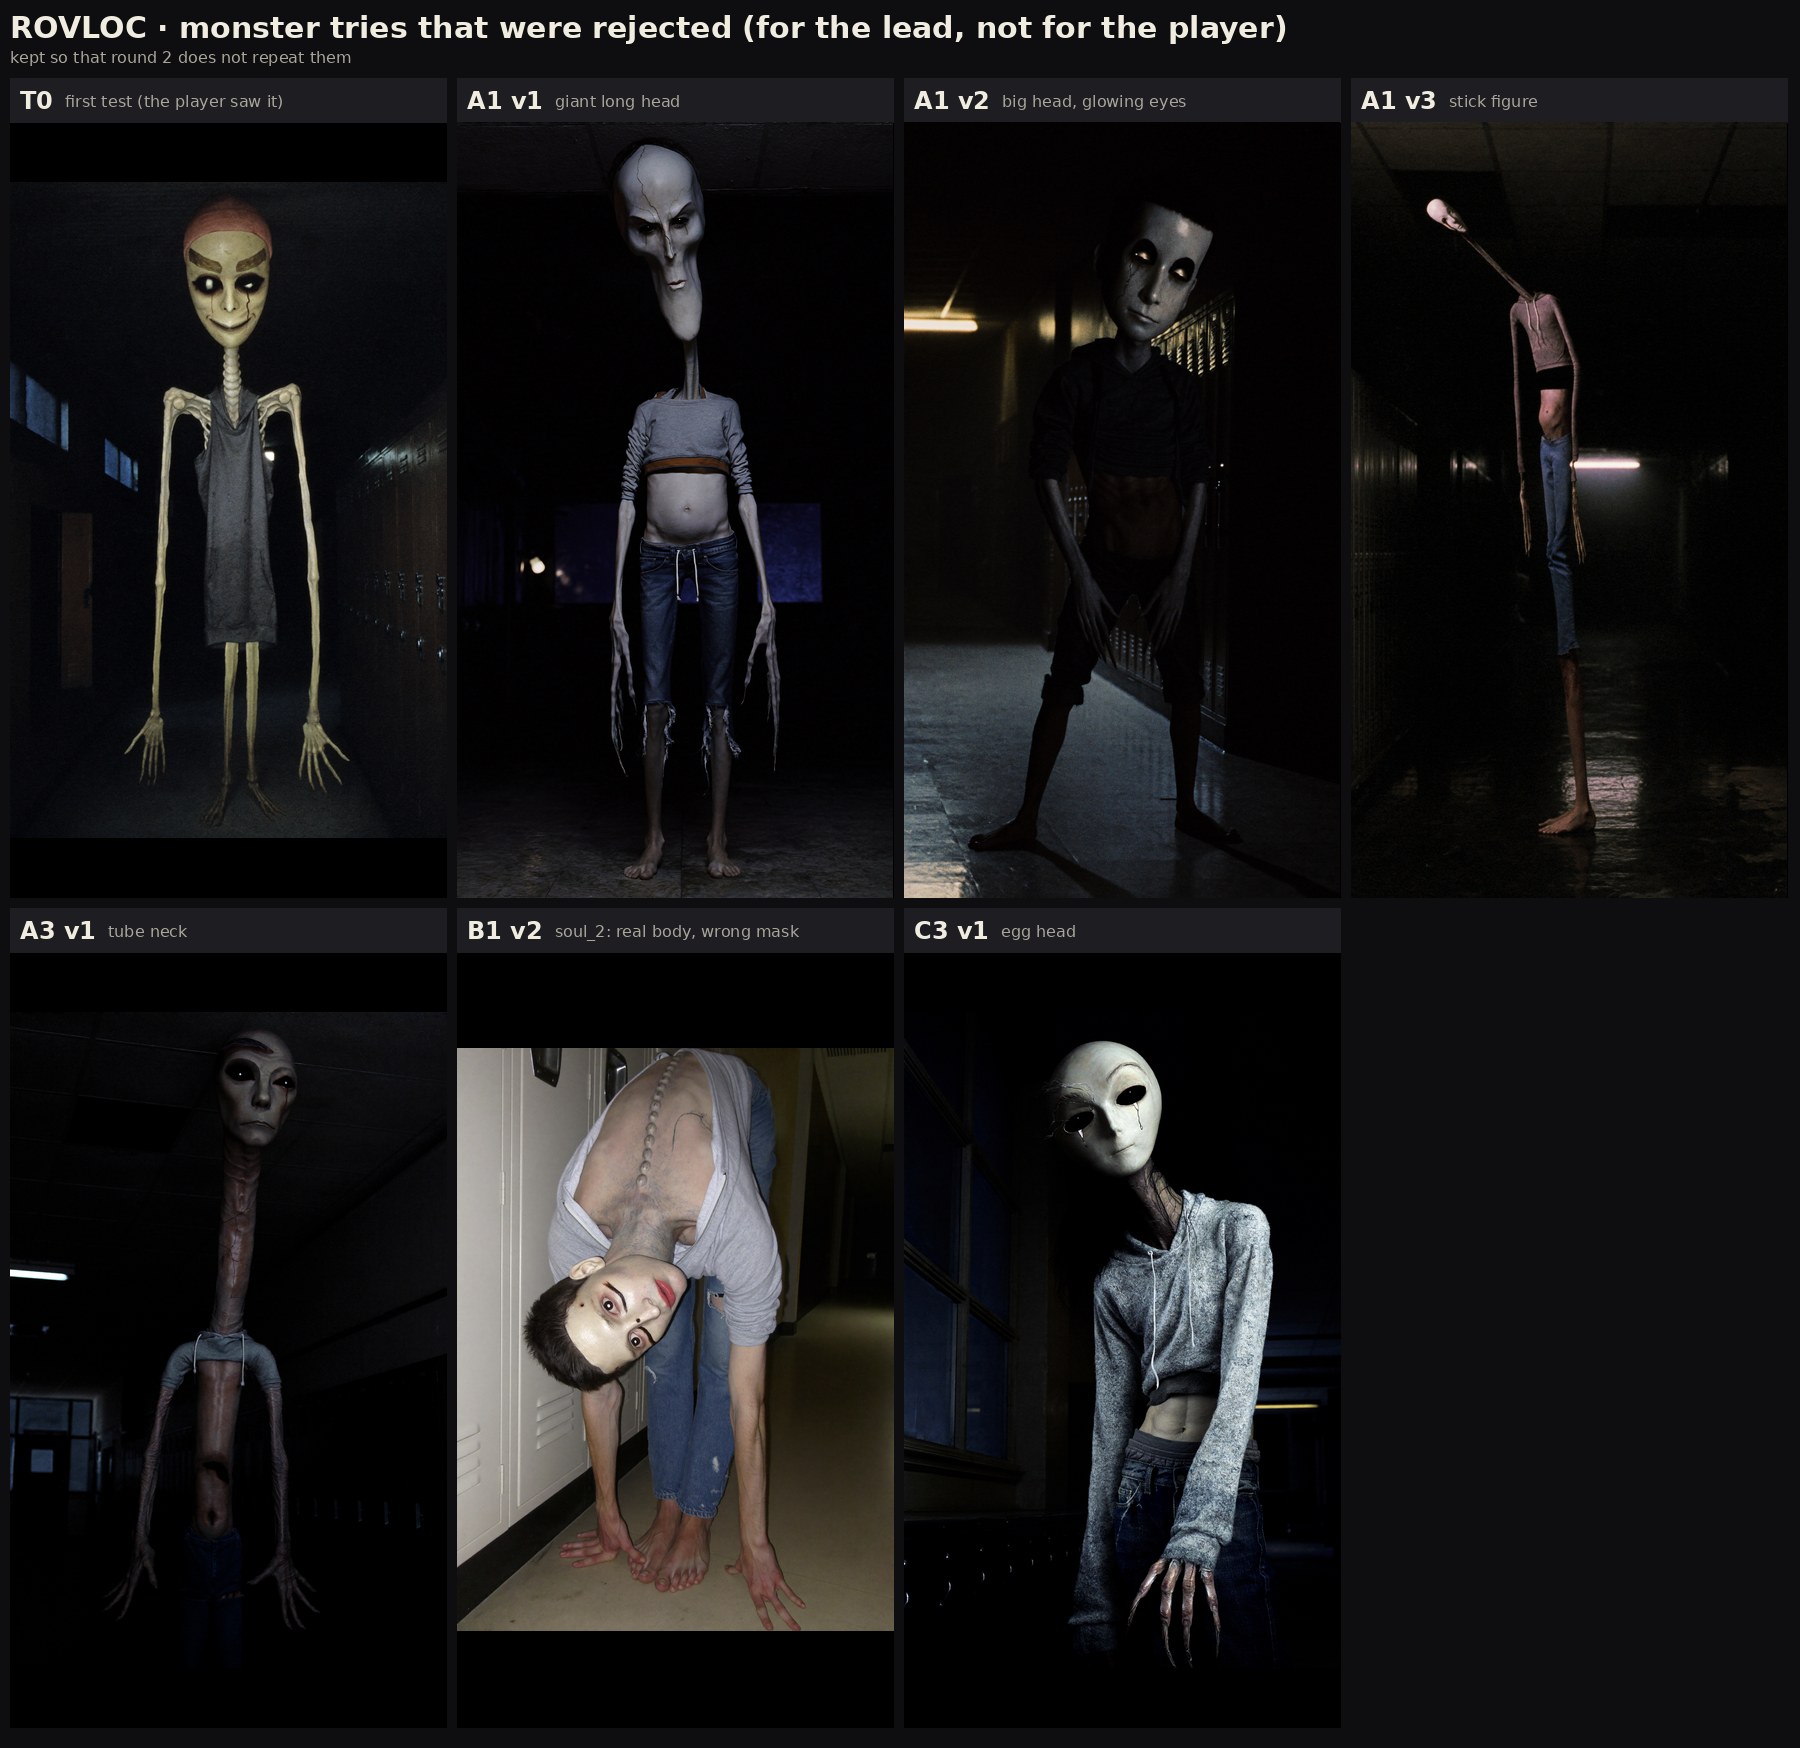 ROVLOC · monster tries that were rejected (for the lead, not for the player)
kept so that round 2 does not repeat them
T0 first test (the player saw it)
A1 v1 giant long head
A1 v2 big head, glowing eyes
A1 v3 stick figure
A3 v1 tube neck
B1 v2 soul_2: real body, wrong mask
C3 v1 egg head